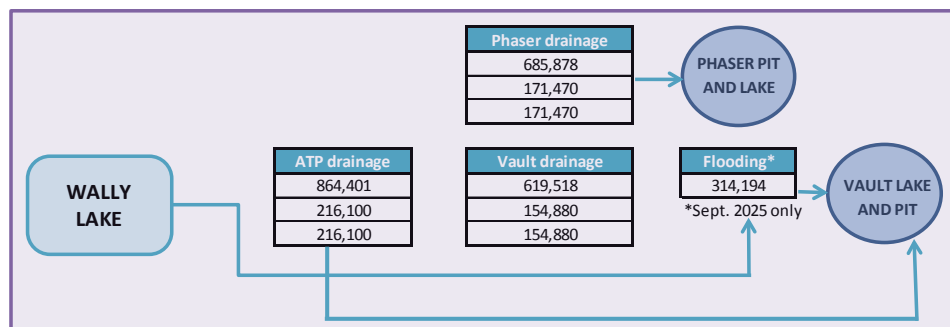 Phaser drainage
685,878
171,470
171,470
PHASER PIT
AND LAKE
WALLY
LAKE
ATP drainage
864,401
216,100
216,100
Vault drainage
619,518
154,880
154,880
Flooding*
314,194
*Sept. 2025 only
VAULT LAKE
AND PIT